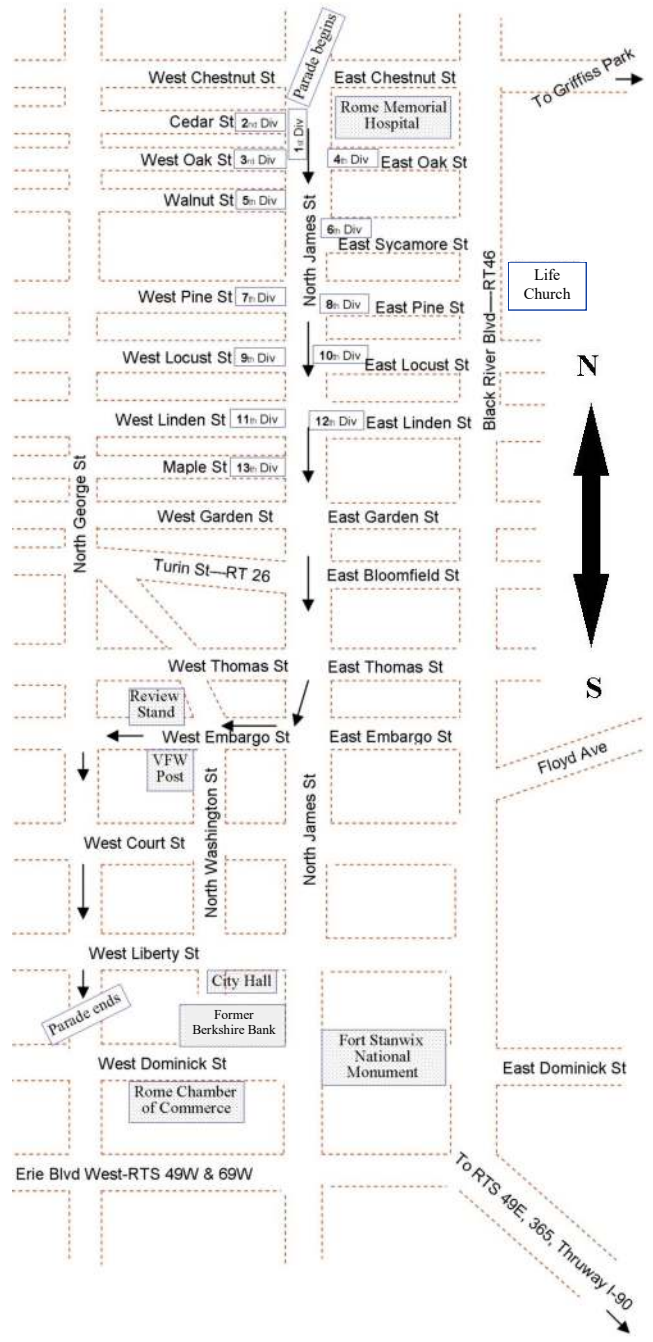 Parade begins
West Chestnut St
East Chestnut St
To Griffiss Park
Cedar St
2nd Div
1st Div
Rome Memorial
Hospital
West Oak St
3rd Div
4th Div
East Oak St
Walnut St
5th Div
North James St
6th Div
East Sycamore St
Black River Blvd—RT46
Life
Church
West Pine St
7th Div
8th Div
East Pine St
West Locust St
9th Div
10th Div
East Locust St
N
West Linden St
11th Div
12th Div
East Linden St
North George St
Maple St
13th Div
West Garden St
East Garden St
Turin St—RT 26
East Bloomfield St
West Thomas St
East Thomas St
S
Review
Stand
West Embargo St
East Embargo St
VFW
Post
Floyd Ave
North Washington St
North James St
West Court St
West Liberty St
City Hall
Parade ends
Former
Berkshire Bank
Fort Stanwix
National
Monument
West Dominick St
East Dominick St
Rome Chamber
of Commerce
Erie Blvd West-RTS 49W & 69W
To RTS 49E, 365, Thruway I-90